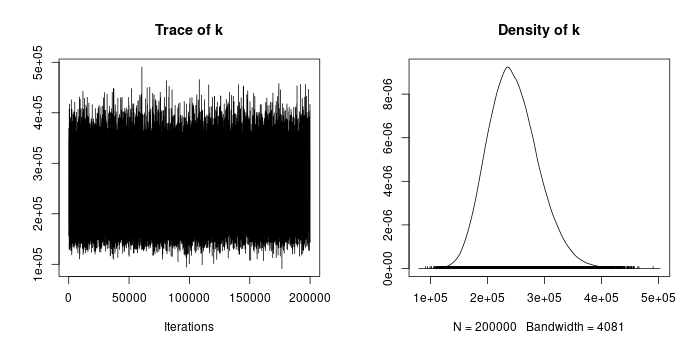 Trace of k
5e+05
4e+05
3e+05
2e+05
1e+05
0 50000 100000 150000 200000
Iterations
Density of k
8e-06
6e-06
4e-06
2e-06
0e+00
1e+05 2e+05 3e+05 4e+05 5e+05
N = 200000 Bandwidth = 4081